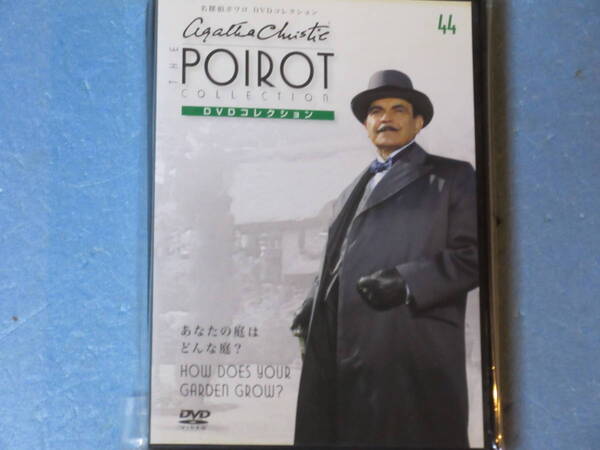 名探偵ポワロ DVDコレクション
44
Agatha Christie
THE
POIROT
COLLECTION
DVDコレクション
あなたの庭は
どんな庭？
HOW DOES YOUR
GARDEN GROW?
DVD